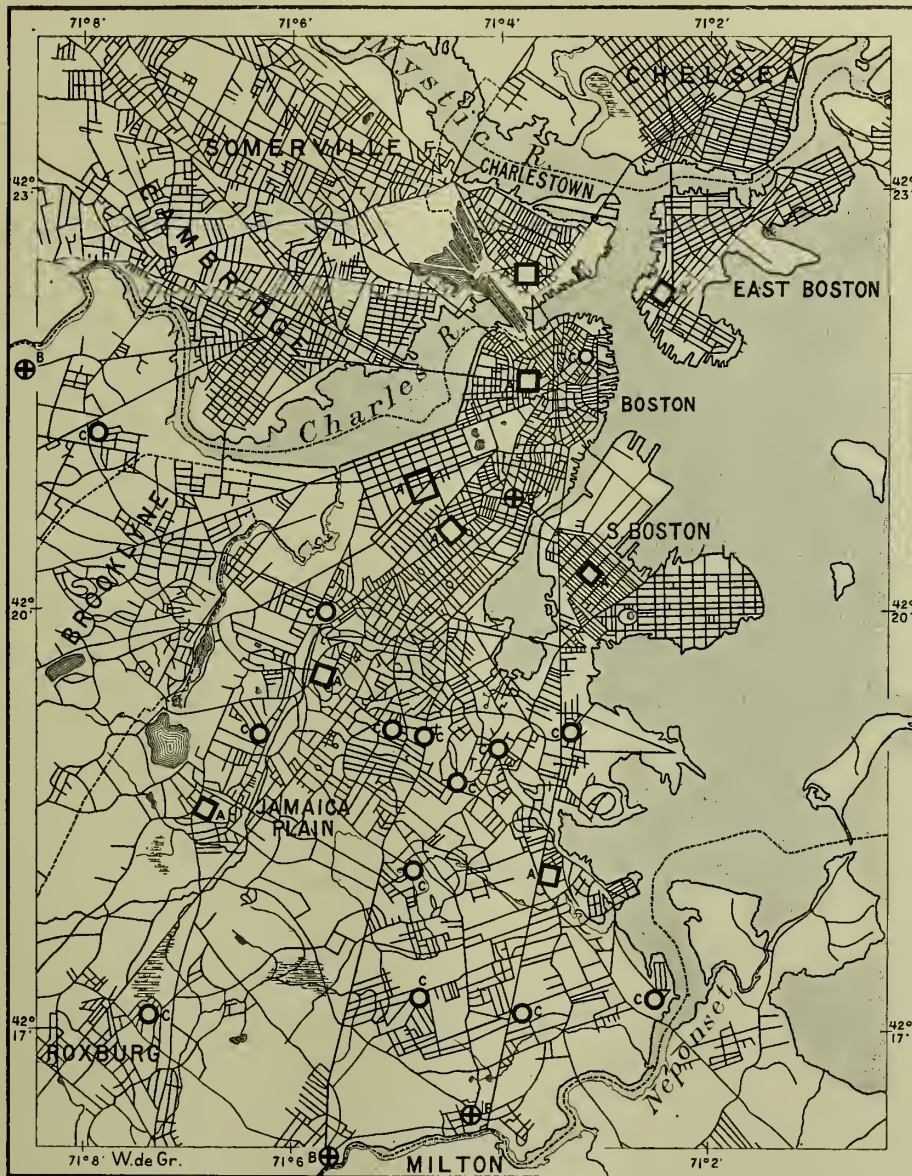 71°8'
71°6'
71°4'
71°2'
CHELSEA
Mystic R.
SOMERVILLE
CHARLESTOWN
42°
23'
42°
23'
CAMBRIDGE
A
EAST BOSTON
B
C
Charles R.
A
BOSTON
C
A
A
S BOSTON
BROOKLYNE
42°
20'
C
42°
20'
A
C
C
C
C
C
C
A
JAMAICA
PLAIN
A
C
C
C
C
C
42°
17'
42°
17'
ROXBURG
Neponset
B
B
71°8' W.de Gr.
71°6'
MILTON
71°2'